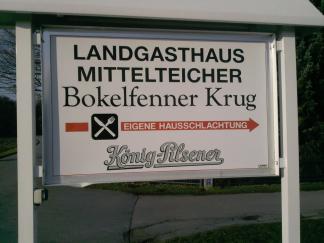 LANDGASTHAUS
MITTELTEICHER
Bokelfenner Krug
EIGENE HAUSSCHLACHTUNG
König-Pilsener